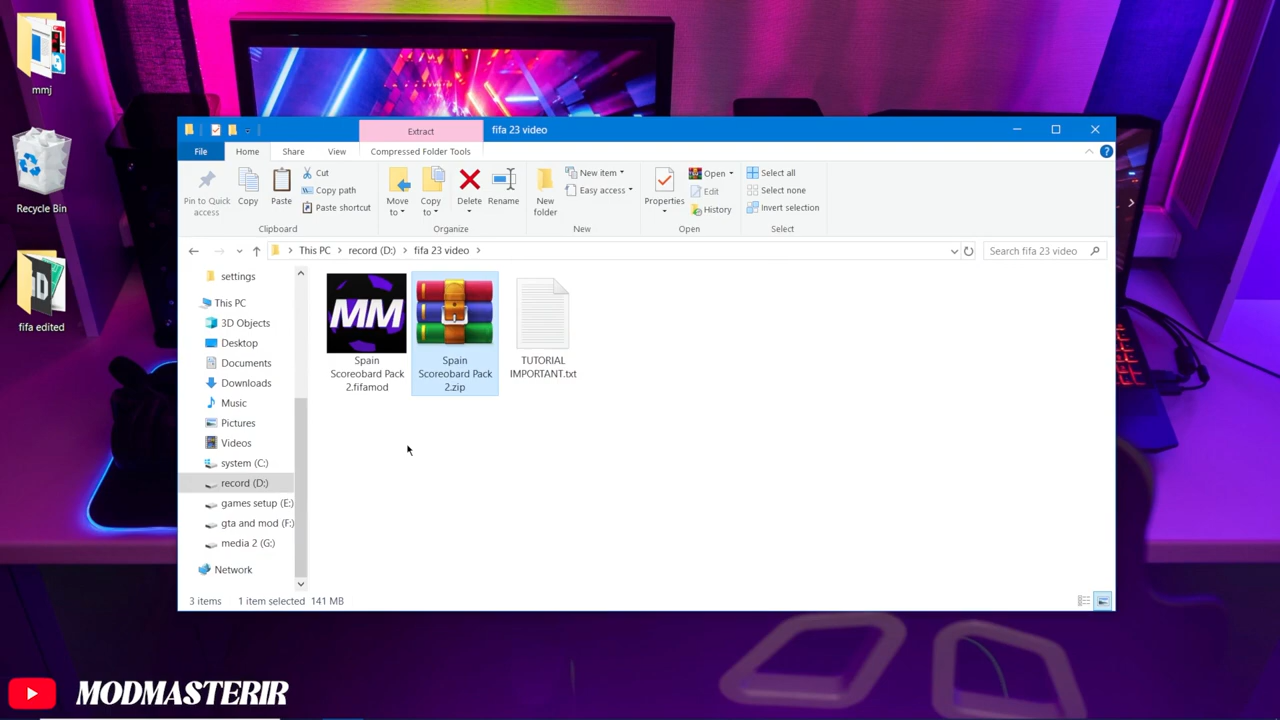 mmj
Recycle Bin
fifa edited
Extract
fifa 23 video
File
Home
Share
View
Compressed Folder Tools
Pin to Quick
access
Copy
Paste
Cut
Copy path
Paste shortcut
Clipboard
Move
to
Copy
to
Delete
Rename
Organize
New
folder
New item
Easy access
New
Properties
Open
Edit
History
Open
Select all
Select none
Invert selection
Select
This PC
record (D:)
fifa 23 video
Search fifa 23 video
settings
This PC
3D Objects
Desktop
Documents
Downloads
Music
Pictures
Videos
system (C:)
record (D:)
games setup (E:)
gta and mod (F:)
media 2 (G:)
Network
MM
Spain
Scoreobard Pack
2.fifamod
Spain
Scoreobard Pack
2.zip
TUTORIAL
IMPORTANT.txt
3 items
1 item selected
141 MB
MODMASTERIR